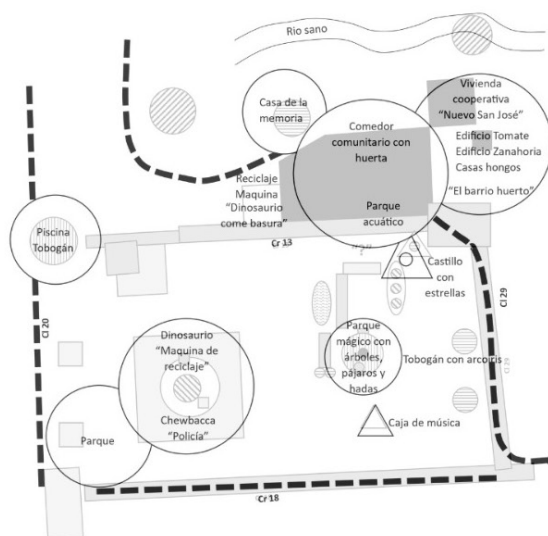 Rio sano
Casa de la
memoria
Vivienda
cooperativa
"Nuevo San José"
Comedor
comunitario con
huerta
Edificio Tomate
Edificio Zanahoria
Casas hongos
"El barrio huerto"
Reciclaje
Maquina
"Dinosaurio
come basura"
Parque
acuático
Piscina
Tobogán
Cr 13
"?"
Castillo
con
estrellas
Cl 20
Cl 29
Dinosaurio
"Maquina de
reciclaje"
Chewbacca
"Policía"
Parque
mágico con
árboles,
pájaros y
hadas
Tobogán con arcoíris
Parque
Caja de música
Cr 18